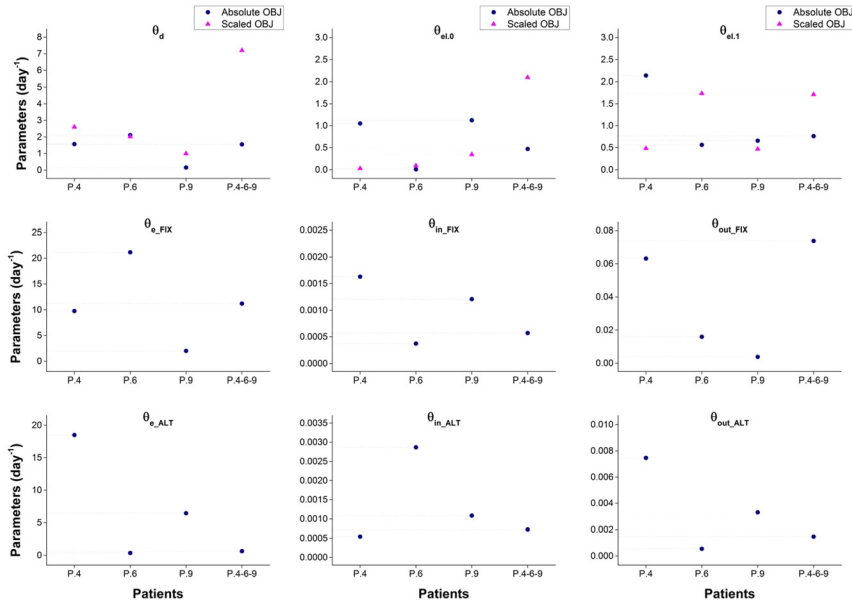 Absolute OBJ
Scaled OBJ
Absolute OBJ
Scaled OBJ
Absolute OBJ
Scaled OBJ
θd
θel.0
θel.1
Parameters (day-1)
8
7
6
5
4
3
2
1
0
3.0
2.5
2.0
1.5
1.0
0.5
0.0
3.0
2.5
2.0
1.5
1.0
0.5
0.0
P.4 P.6 P.9 P.4-6-9
P.4 P.6 P.9 P.4-6-9
P.4 P.6 P.9 P.4-6-9
θe_FIX
θin_FIX
θout_FIX
Parameters (day-1)
25
20
15
10
5
0
0.0025
0.0020
0.0015
0.0010
0.0005
0.0000
0.08
0.06
0.04
0.02
0.00
P.4 P.6 P.9 P.4-6-9
P.4 P.6 P.9 P.4-6-9
P.4 P.6 P.9 P.4-6-9
θe_ALT
θin_ALT
θout_ALT
Parameters (day-1)
20
15
10
5
0
0.0035
0.0030
0.0025
0.0020
0.0015
0.0010
0.0005
0.0000
0.010
0.008
0.006
0.004
0.002
0.000
P.4 P.6 P.9 P.4-6-9
P.4 P.6 P.9 P.4-6-9
P.4 P.6 P.9 P.4-6-9
Patients
Patients
Patients